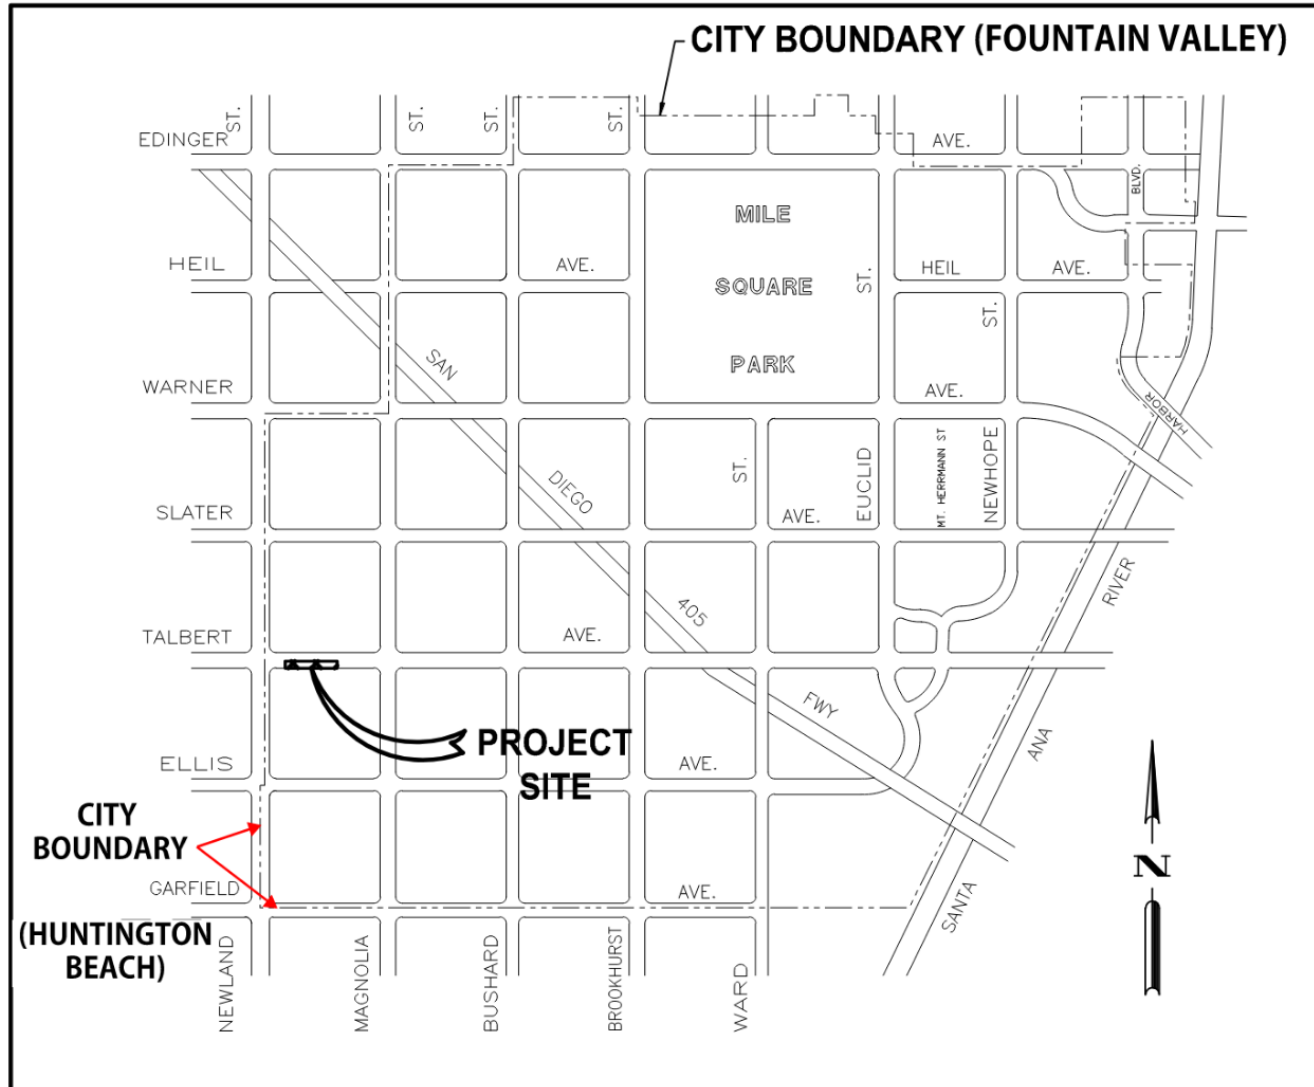 CITY BOUNDARY (FOUNTAIN VALLEY)
ST.
ST.
ST.
ST.
EDINGER
AVE.
BLVD.
MILE
HEIL
AVE.
SQUARE
ST.
HEIL
AVE.
ST.
PARK
WARNER
SAN
AVE.
HARBOR
SLATER
DIEGO
ST.
AVE.
EUCLID
MT. HERRMANN ST
NEWHOPE
TALBERT
AVE.
405
RIVER
FWY
PROJECT
SITE
ELLIS
AVE.
ANA
CITY
BOUNDARY
GARFIELD
AVE.
SANTA
N
(HUNTINGTON
BEACH)
NEWLAND
MAGNOLIA
BUSHARD
BROOKHURST
WARD